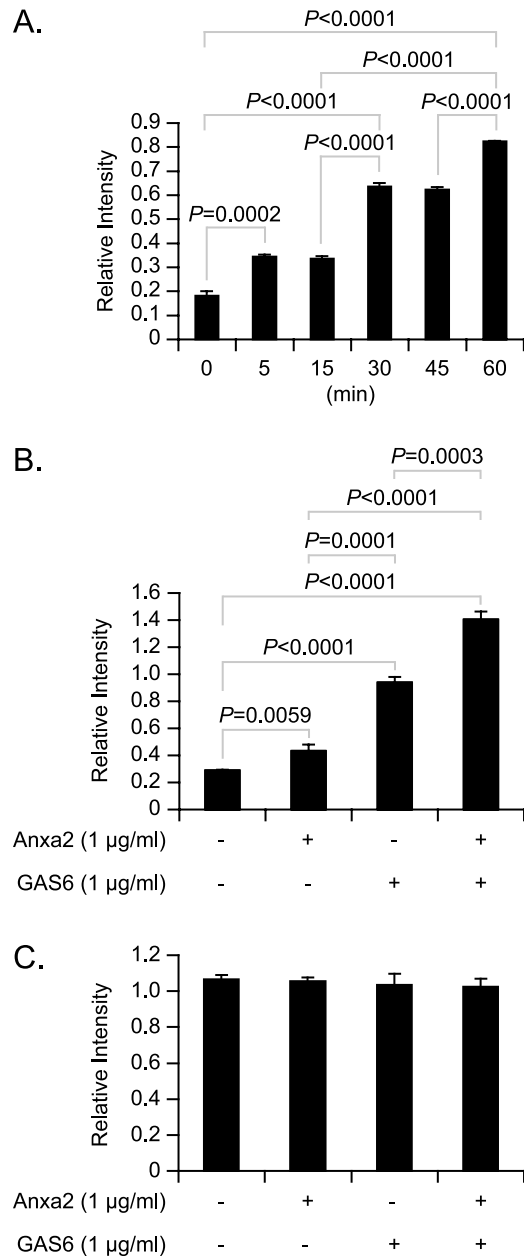 A.
P<0.0001
P<0.0001
P<0.0001 P<0.0001
P<0.0001
P=0.0002
Relative Intensity
0.9
0.8
0.7
0.6
0.5
0.4
0.3
0.2
0.1
0
0 5 15 30 45 60
(min)
B.
P=0.0003
P<0.0001
P=0.0001
P<0.0001
P<0.0001
P=0.0059
Relative Intensity
1.6
1.4
1.2
1.0
0.8
0.6
0.4
0.2
0
Anxa2 (1 µg/ml) - + - +
GAS6 (1 µg/ml) - - + +
C.
Relative Intensity
1.2
1.0
0.8
0.6
0.4
0.2
0
Anxa2 (1 µg/ml) - + - +
GAS6 (1 µg/ml) - - + +